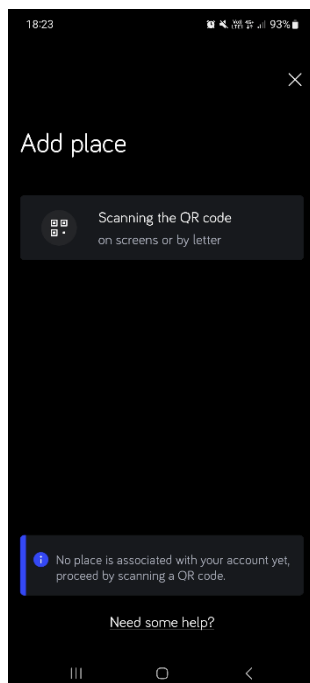 18:23
93%
Add place
Scanning the QR code
on screens or by letter
No place is associated with your account yet,
proceed by scanning a QR code.
Need some help?